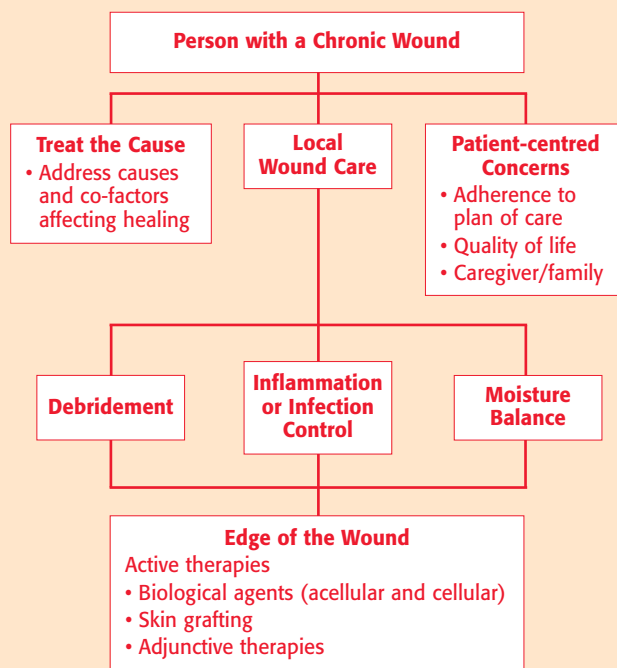 Person with a Chronic Wound
Treat the Cause
• Address causes
and co-factors
affecting healing
Local
Wound Care
Patient-centred
Concerns
• Adherence to
plan of care
• Quality of life
• Caregiver/family
Debridement
Inflammation
or Infection
Control
Moisture
Balance
Edge of the Wound
Active therapies
• Biological agents (acellular and cellular)
• Skin grafting
• Adjunctive therapies